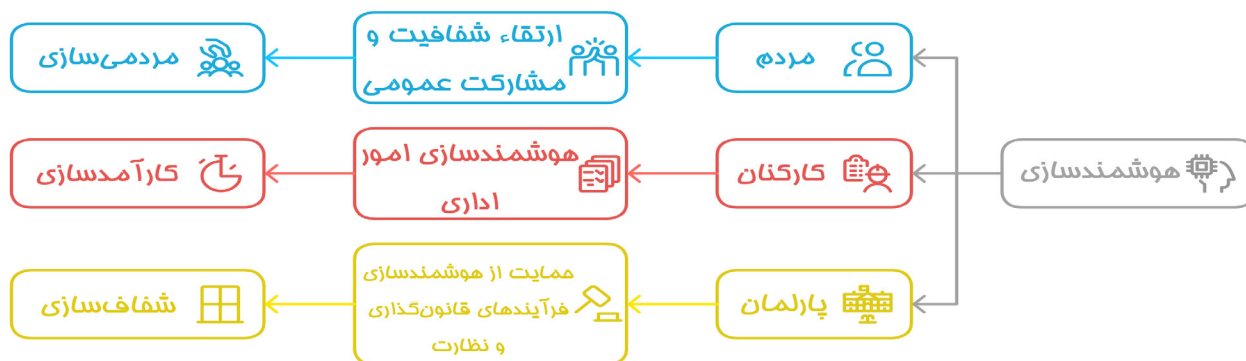 هوشمندسازی
مردم
ارتقاء شفافیت و
مشارکت عمومی
مردمی‌سازی
کارکنان
هوشمندسازی امور
اداری
کارآمدسازی
پارلمان
حمایت از هوشمندسازی
فرآیندهای قانون‌گذاری
و نظارت
شفاف‌سازی